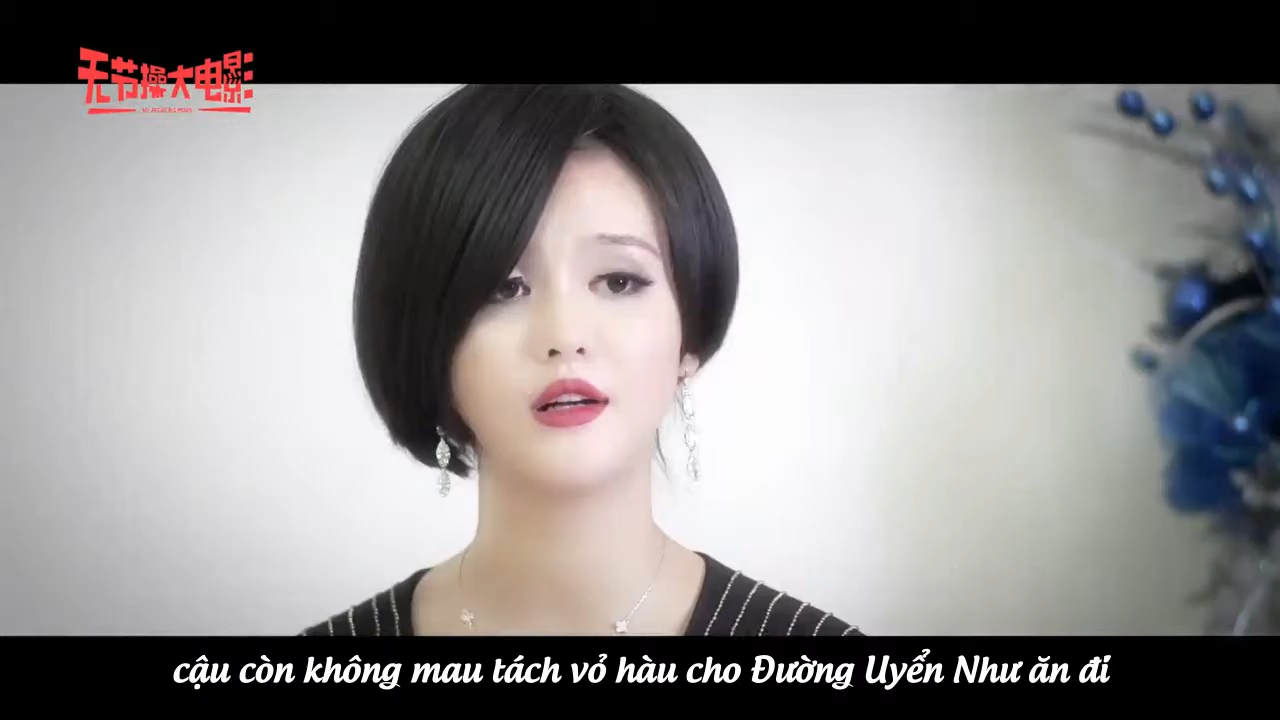 无节操大电影
cậu còn không mau tách vỏ hàu cho Đường Uyển Như ăn đi